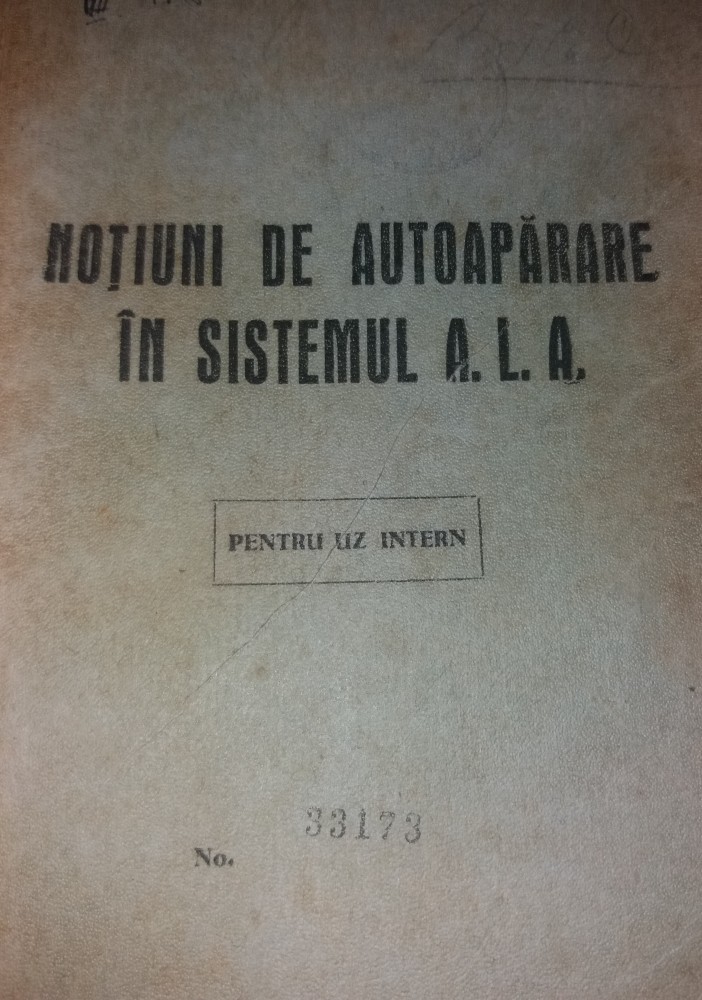 NOȚIUNI DE AUTOAPĂRARE
ÎN SISTEMUL A. L. A.
PENTRU UZ INTERN
33173
No.